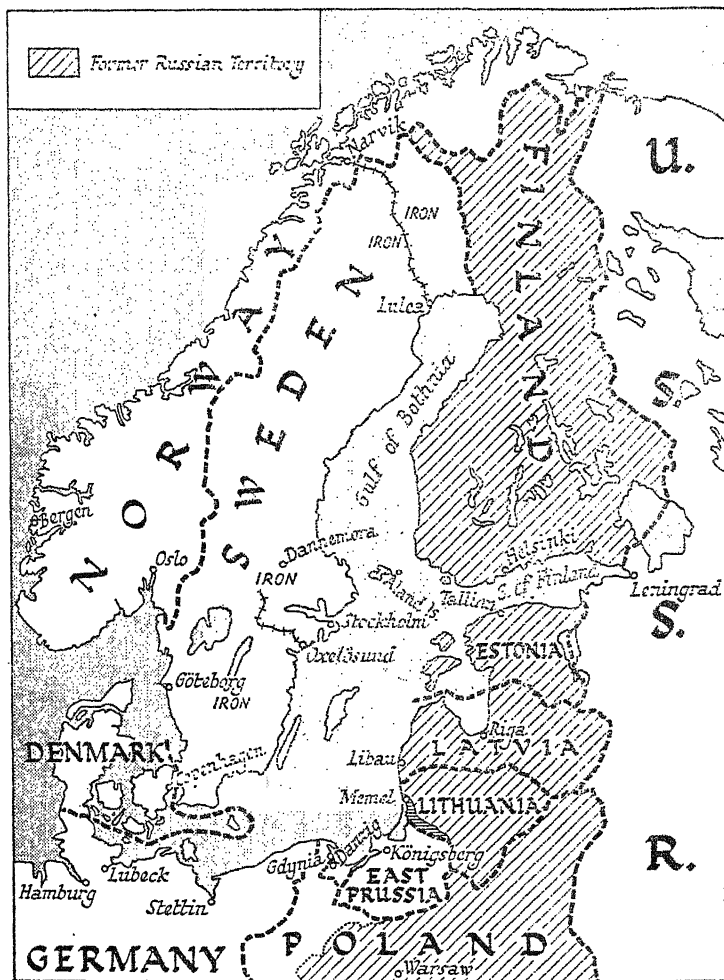 Former Russian Territory
Narvik
U.
FINLAND
IRON
IRON
NORWAY
SWEDEN
Lulea
S.
Gulf of Bothnia
Bergen
Oslo
Dannemora
IRON
Helsinki
G. of Finland
Leningrad
Åland Is.
Tallinn
Stockholm
S.
Oxelösund
ESTONIA
Göteborg
IRON
Riga
LATVIA
DENMARK
Copenhagen
Libau
Memel
LITHUANIA
R.
Danzig
Gdynia
Königsberg
EAST
PRUSSIA
Hamburg
Lübeck
Stettin
GERMANY
POLAND
Warsaw